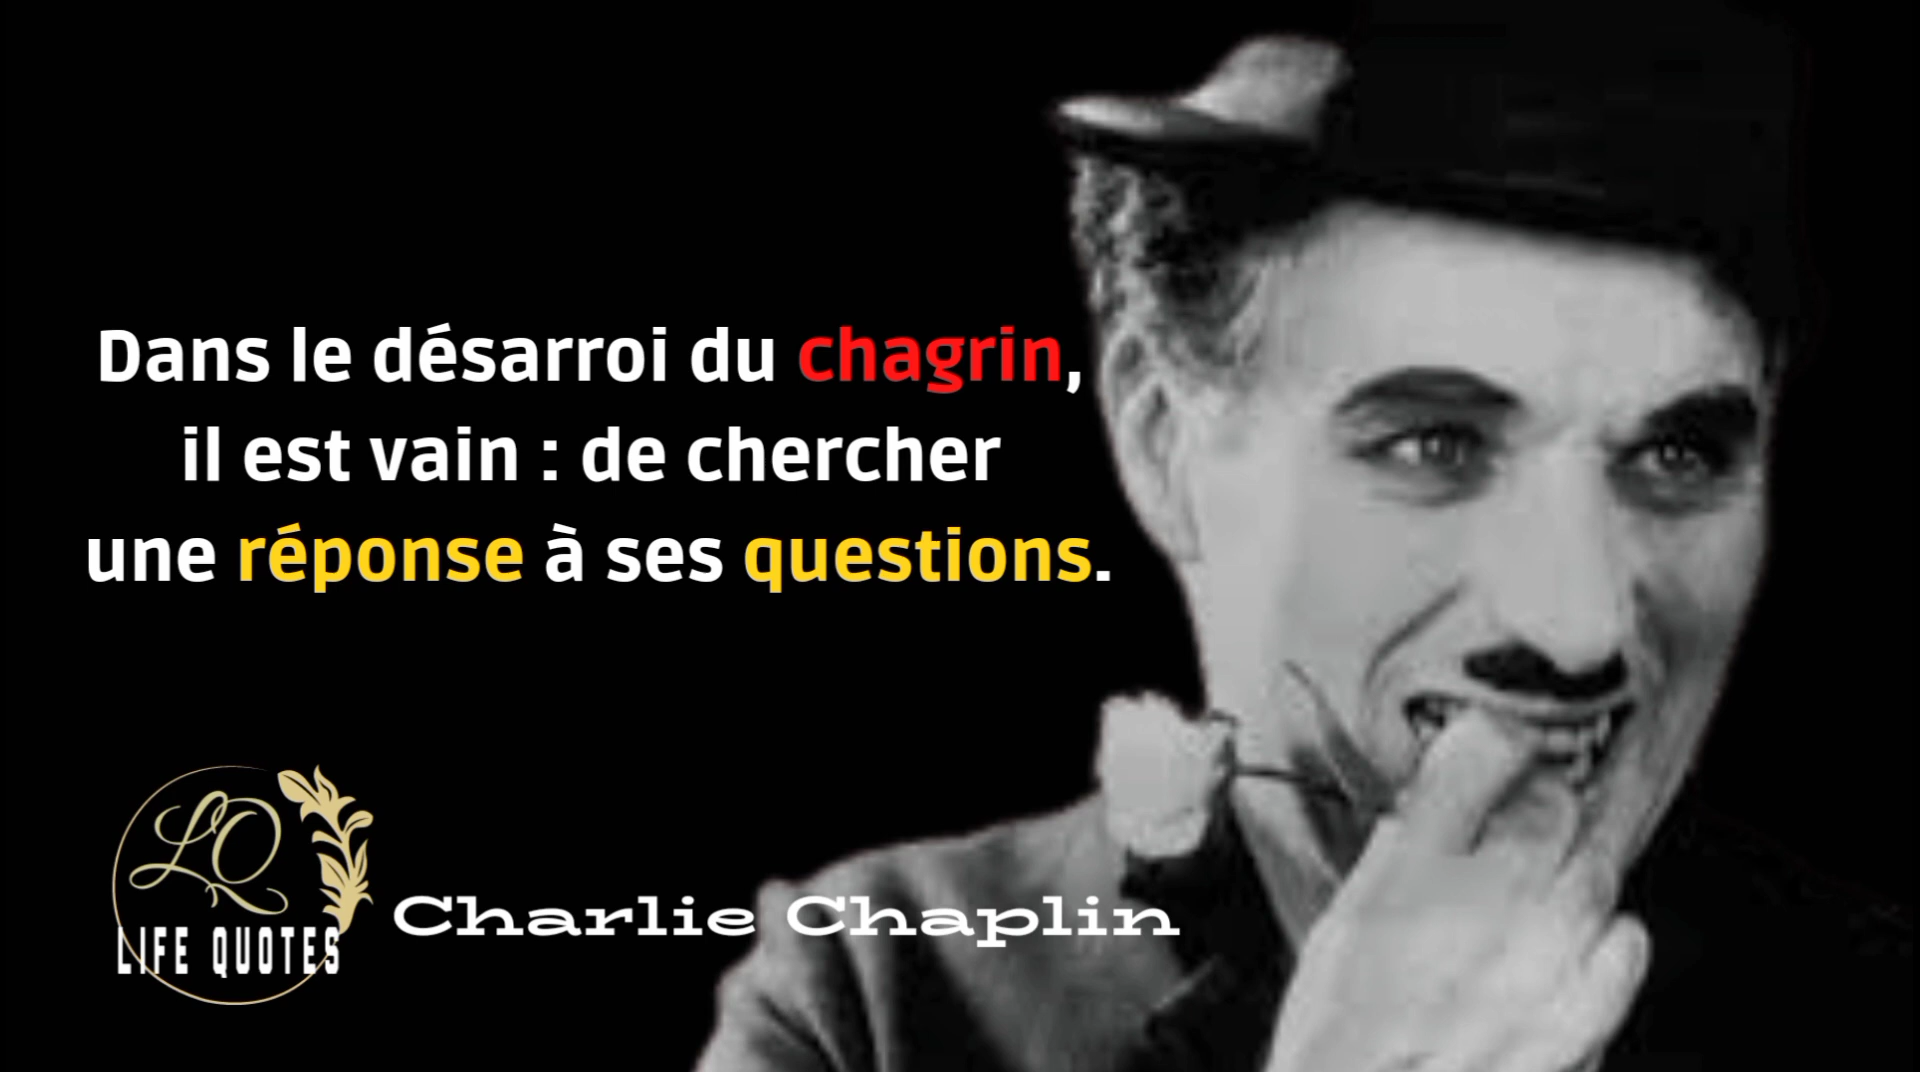 Dans le désarroi du chagrin,
il est vain : de chercher
une réponse à ses questions.
LQ
LIFE QUOTES
Charlie Chaplin